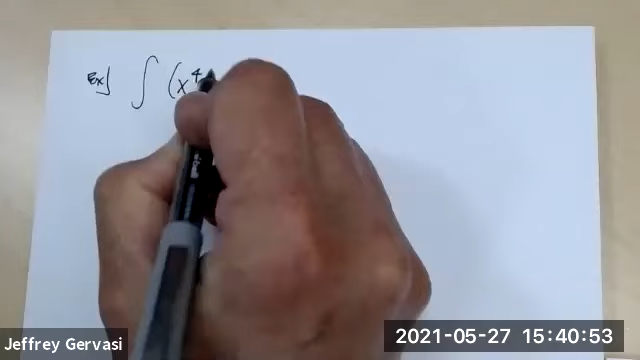 Ex] ∫ (x⁴
Jeffrey Gervasi
2021-05-27 15:40:53